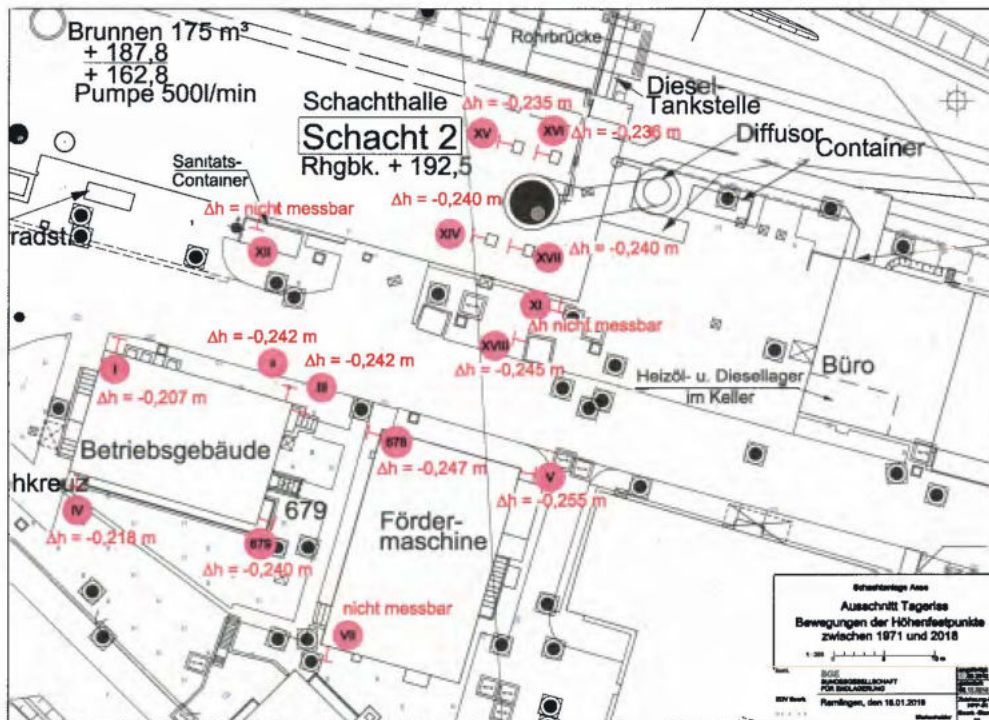 Brunnen 175 m³
+ 187,8
+ 162,8
Pumpe 500l/min
Rohrbrücke
Diesel-
Tankstelle
Schachthalle
Schacht 2
Rhgbk. + 192,5
Δh = -0,235 m
XV
XVI
Δh = -0,236 m
Diffusor
Container
Sanitäts-
Container
Δh = nicht messbar
XII
Δh = -0,240 m
XIV
XVII
Δh = -0,240 m
radst.
XI
Δh nicht messbar
XVIII
Δh = -0,245 m
Δh = -0,242 m
II
Δh = -0,242 m
III
I
Δh = -0,207 m
Büro
Heizöl- u. Diesellager
im Keller
Betriebsgebäude
678
Δh = -0,247 m
V
Δh = -0,255 m
hkreuz
IV
Δh = -0,218 m
679
679
Δh = -0,240 m
Förder-
maschine
nicht messbar
VII
Schachtanlage Asse
Ausschnitt Tageriss
Bewegungen der Höhenfestpunkte
zwischen 1971 und 2018
BGE
BUNDESGESELLSCHAFT
FÜR ENDLAGERUNG
Remlingen, den 16.01.2018